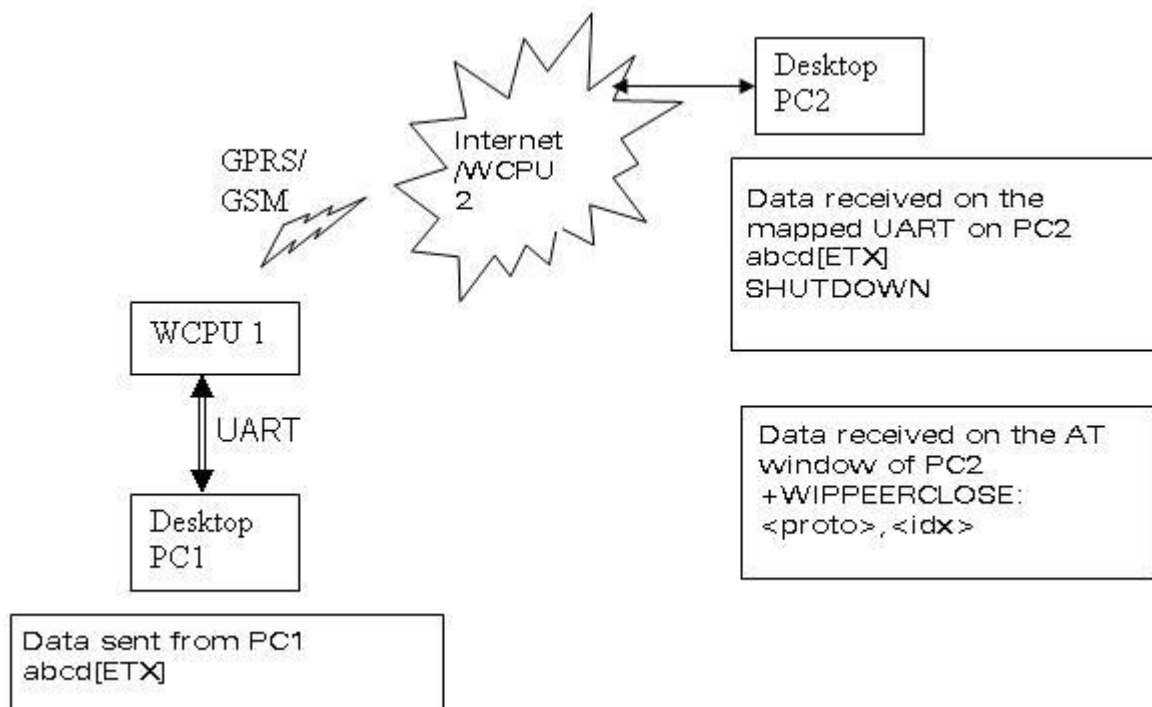 Desktop
PC2
Internet
/WCPU
2
GPRS/
GSM
Data received on the
mapped UART on PC2
abcd[ETX]
SHUTDOWN
WCPU 1
UART
Data received on the AT
window of PC2
+WIPPEERCLOSE:
<proto>,<idx>
Desktop
PC1
Data sent from PC1
abcd[ETX]